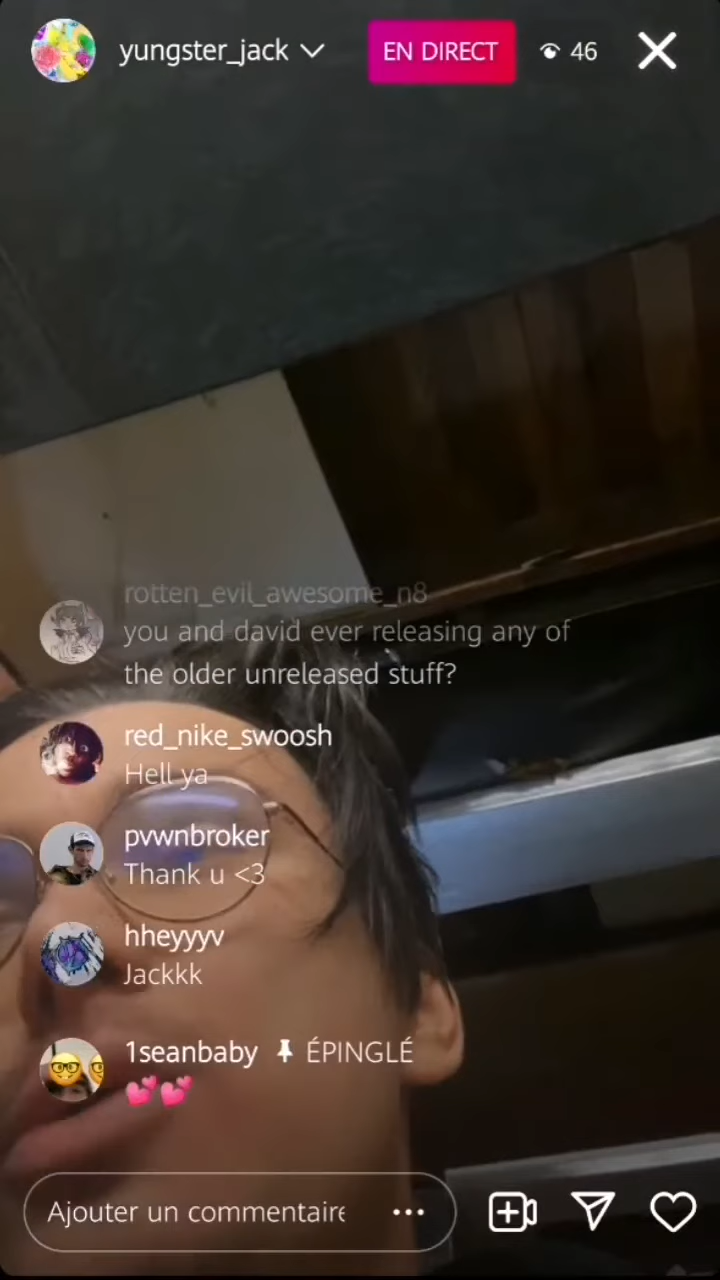 yungster_jack
EN DIRECT
46
rotten_evil_awesome_n8
you and david ever releasing any of
the older unreleased stuff?
red_nike_swoosh
Hell ya
pvwnbroker
Thank u <3
hheyyyv
Jackkk
1seanbaby ÉPINGLÉ
💕💕
Ajouter un commentaire